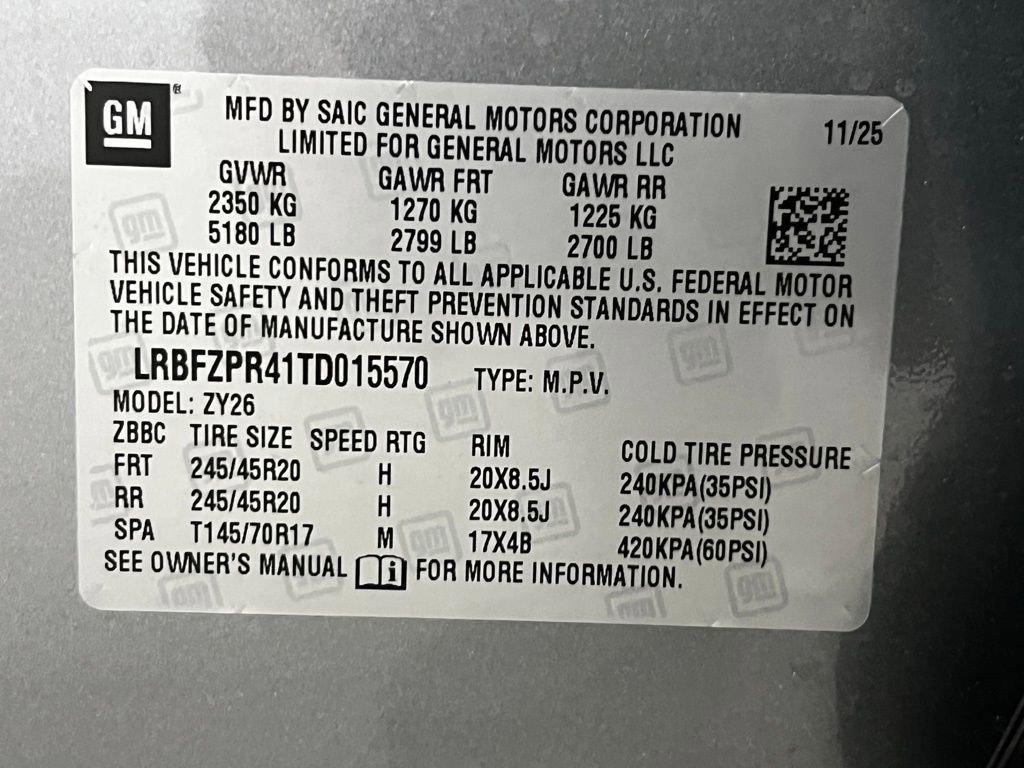 GM ®
MFD BY SAIC GENERAL MOTORS CORPORATION 11/25
LIMITED FOR GENERAL MOTORS LLC
GVWR GAWR FRT GAWR RR
2350 KG 1270 KG 1225 KG
5180 LB 2799 LB 2700 LB
THIS VEHICLE CONFORMS TO ALL APPLICABLE U.S. FEDERAL MOTOR
VEHICLE SAFETY AND THEFT PREVENTION STANDARDS IN EFFECT ON
THE DATE OF MANUFACTURE SHOWN ABOVE.
LRBFZPR41TD015570 TYPE: M.P.V.
MODEL: ZY26
ZBBC TIRE SIZE SPEED RTG RIM COLD TIRE PRESSURE
FRT 245/45R20 H 20X8.5J 240KPA(35PSI)
RR 245/45R20 H 20X8.5J 240KPA(35PSI)
SPA T145/70R17 M 17X4B 420KPA(60PSI)
SEE OWNER'S MANUAL i FOR MORE INFORMATION.